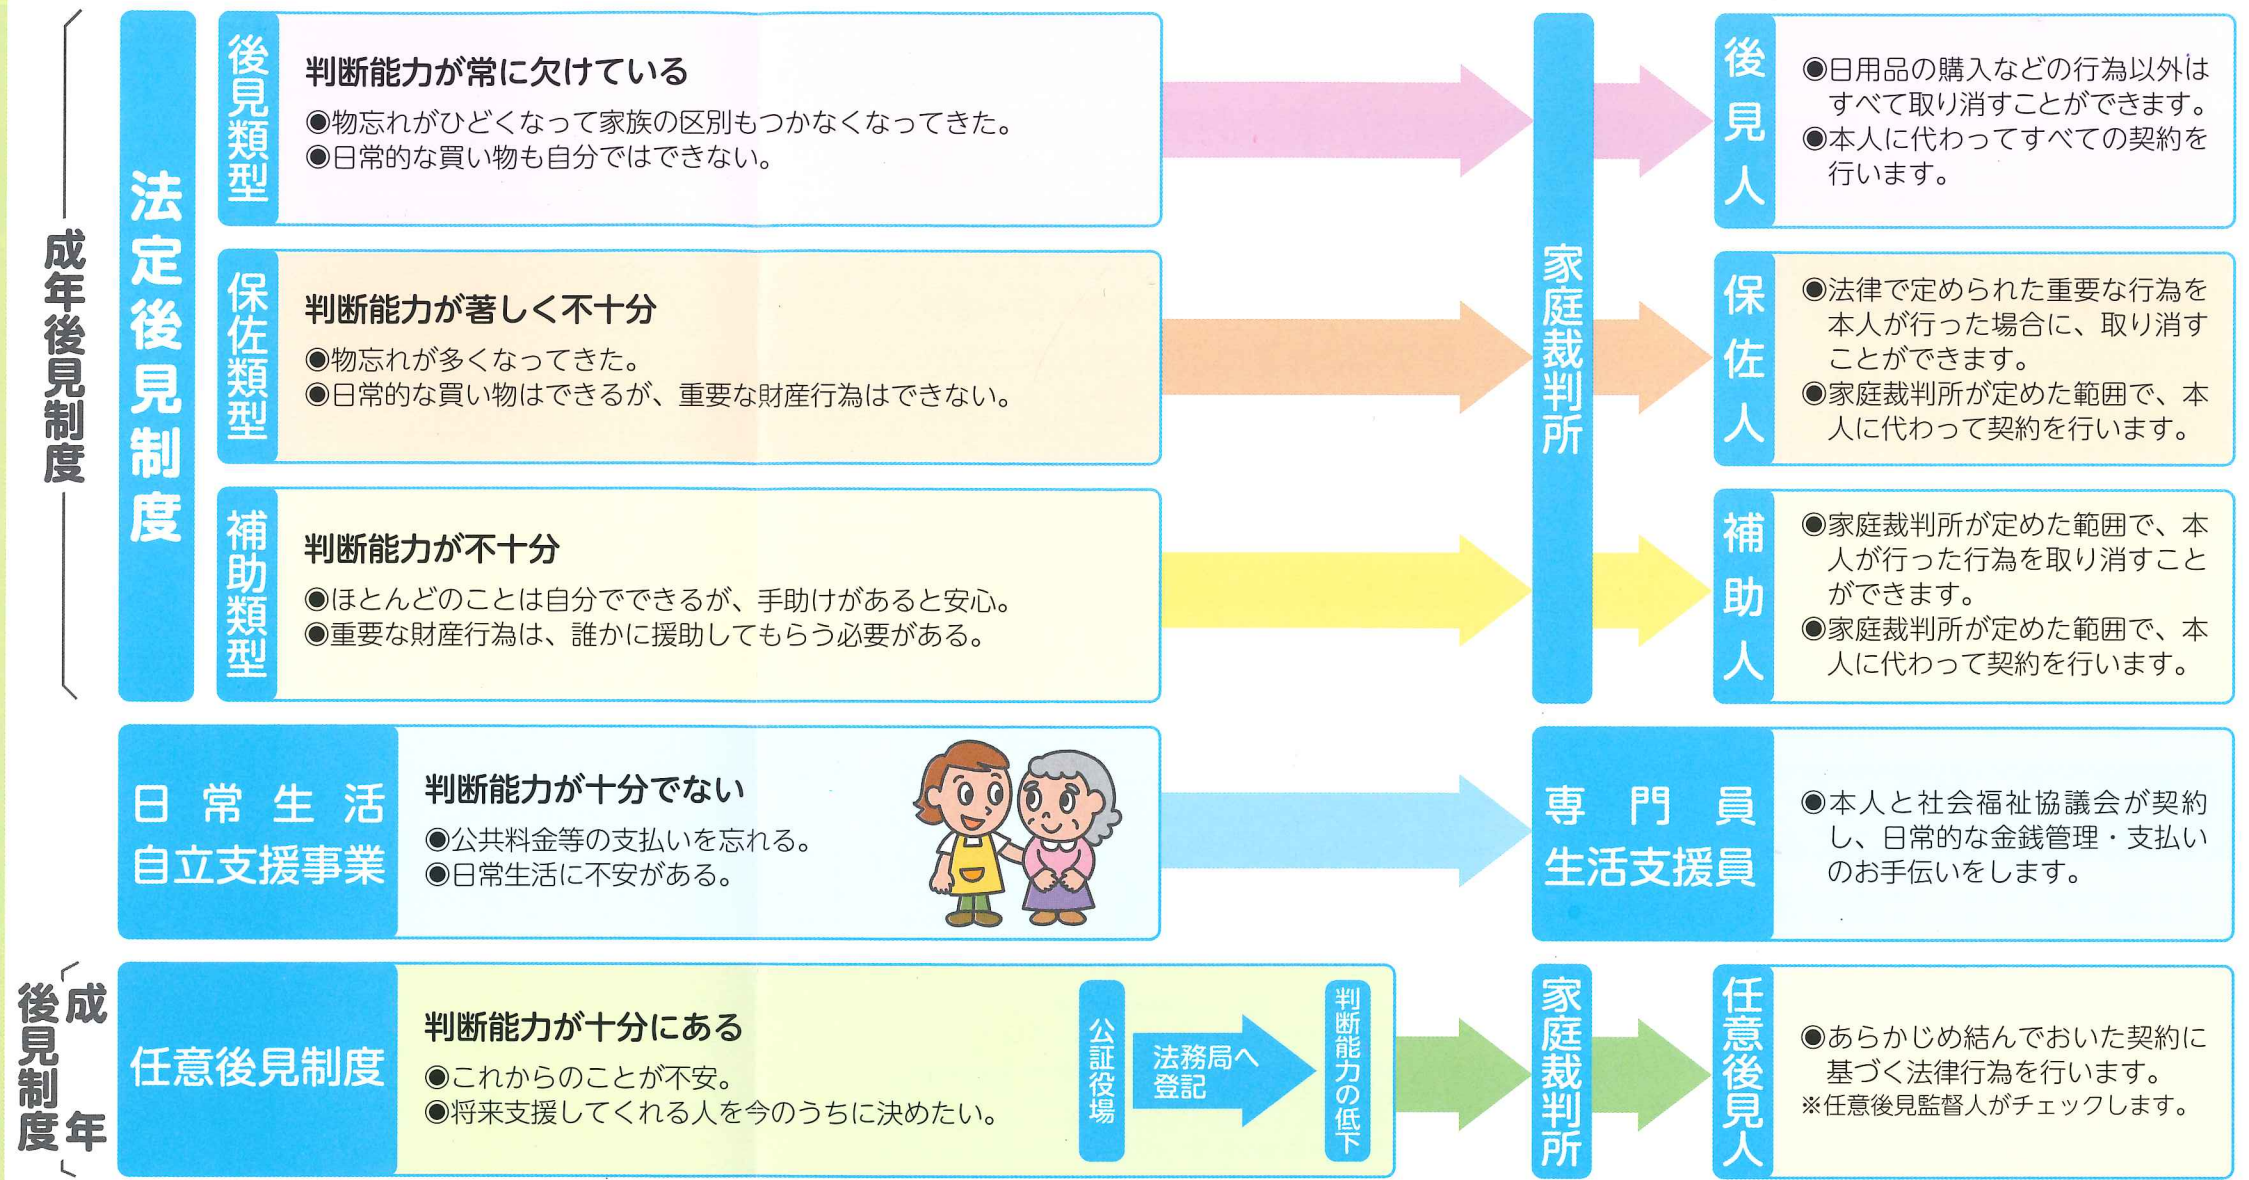 成年後見制度
法定後見制度
後見類型
判断能力が常に欠けている
◉物忘れがひどくなって家族の区別もつかなくなってきた。
◉日常的な買い物も自分ではできない。
保佐類型
判断能力が著しく不十分
◉物忘れが多くなってきた。
◉日常的な買い物はできるが、重要な財産行為はできない。
補助類型
判断能力が不十分
◉ほとんどのことは自分でできるが、手助けがあると安心。
◉重要な財産行為は、誰かに援助してもらう必要がある。
家庭裁判所
後見人
◉日用品の購入などの行為以外は
すべて取り消すことができます。
◉本人に代わってすべての契約を
行います。
保佐人
◉法律で定められた重要な行為を
本人が行った場合に、取り消す
ことができます。
◉家庭裁判所が定めた範囲で、本
人に代わって契約を行います。
補助人
◉家庭裁判所が定めた範囲で、本
人が行った行為を取り消すこと
ができます。
◉家庭裁判所が定めた範囲で、本
人に代わって契約を行います。
日常生活
自立支援事業
判断能力が十分でない
◉公共料金等の支払いを忘れる。
◉日常生活に不安がある。
専門員
生活支援員
◉本人と社会福祉協議会が契約
し、日常的な金銭管理・支払い
のお手伝いをします。
成年
後見制度
任意後見制度
判断能力が十分にある
◉これからのことが不安。
◉将来支援してくれる人を今のうちに決めたい。
公証役場
法務局へ
登記
判断能力の低下
家庭裁判所
任意後見人
◉あらかじめ結んでおいた契約に
基づく法律行為を行います。
※任意後見監督人がチェックします。